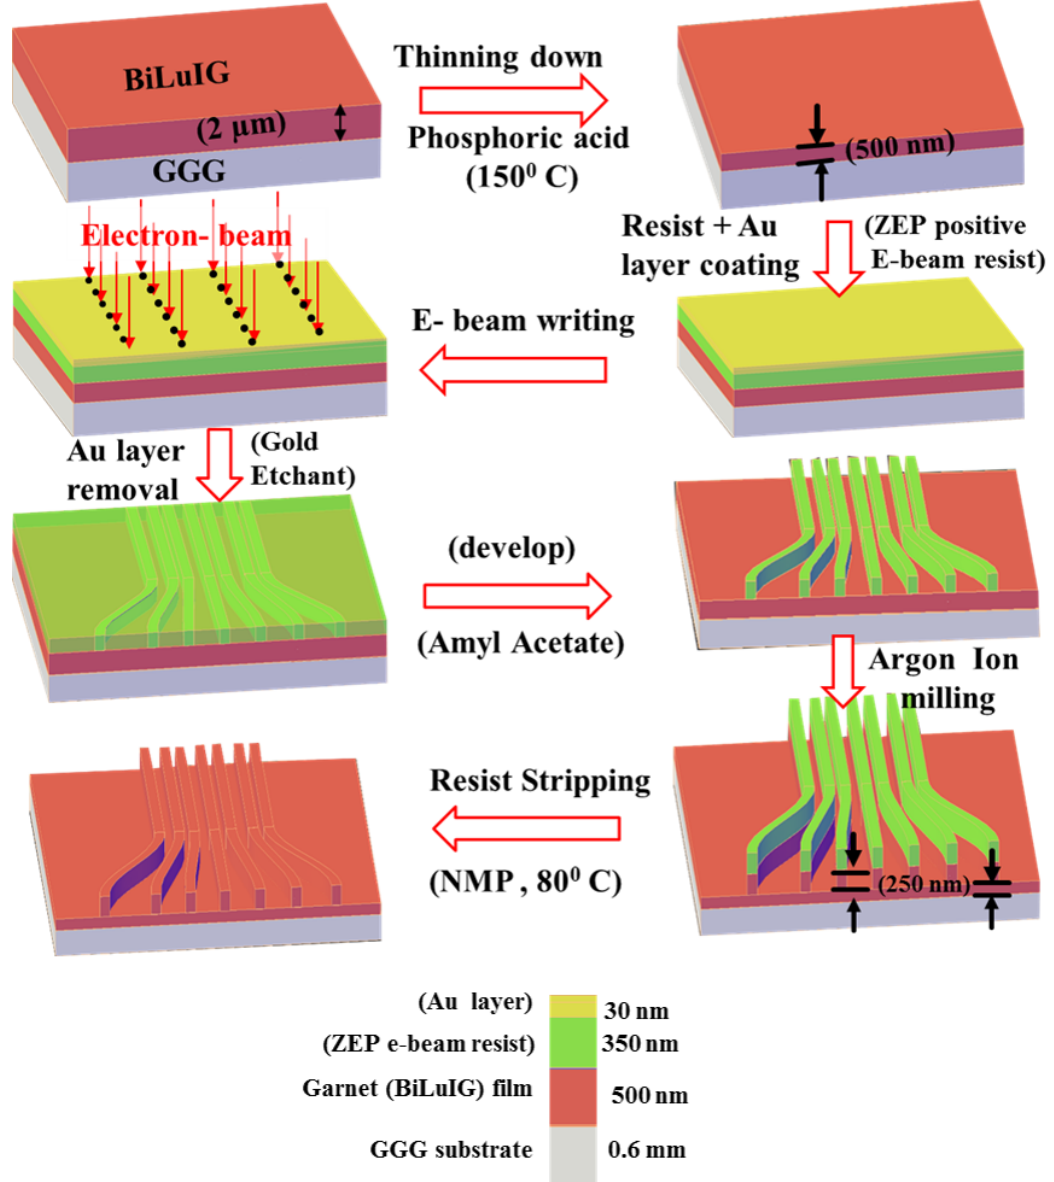 BiLuIG
(2 μm)
GGG
Thinning down
Phosphoric acid
(150⁰ C)
(500 nm)
Resist + Au
layer coating
(ZEP positive
E-beam resist)
Electron- beam
E- beam writing
Au layer
removal
(Gold
Etchant)
(develop)
(Amyl Acetate)
Argon Ion
milling
(250 nm)
Resist Stripping
(NMP , 80⁰ C)
(Au layer)
30 nm
(ZEP e-beam resist)
350 nm
Garnet (BiLuIG) film
500 nm
GGG substrate
0.6 mm